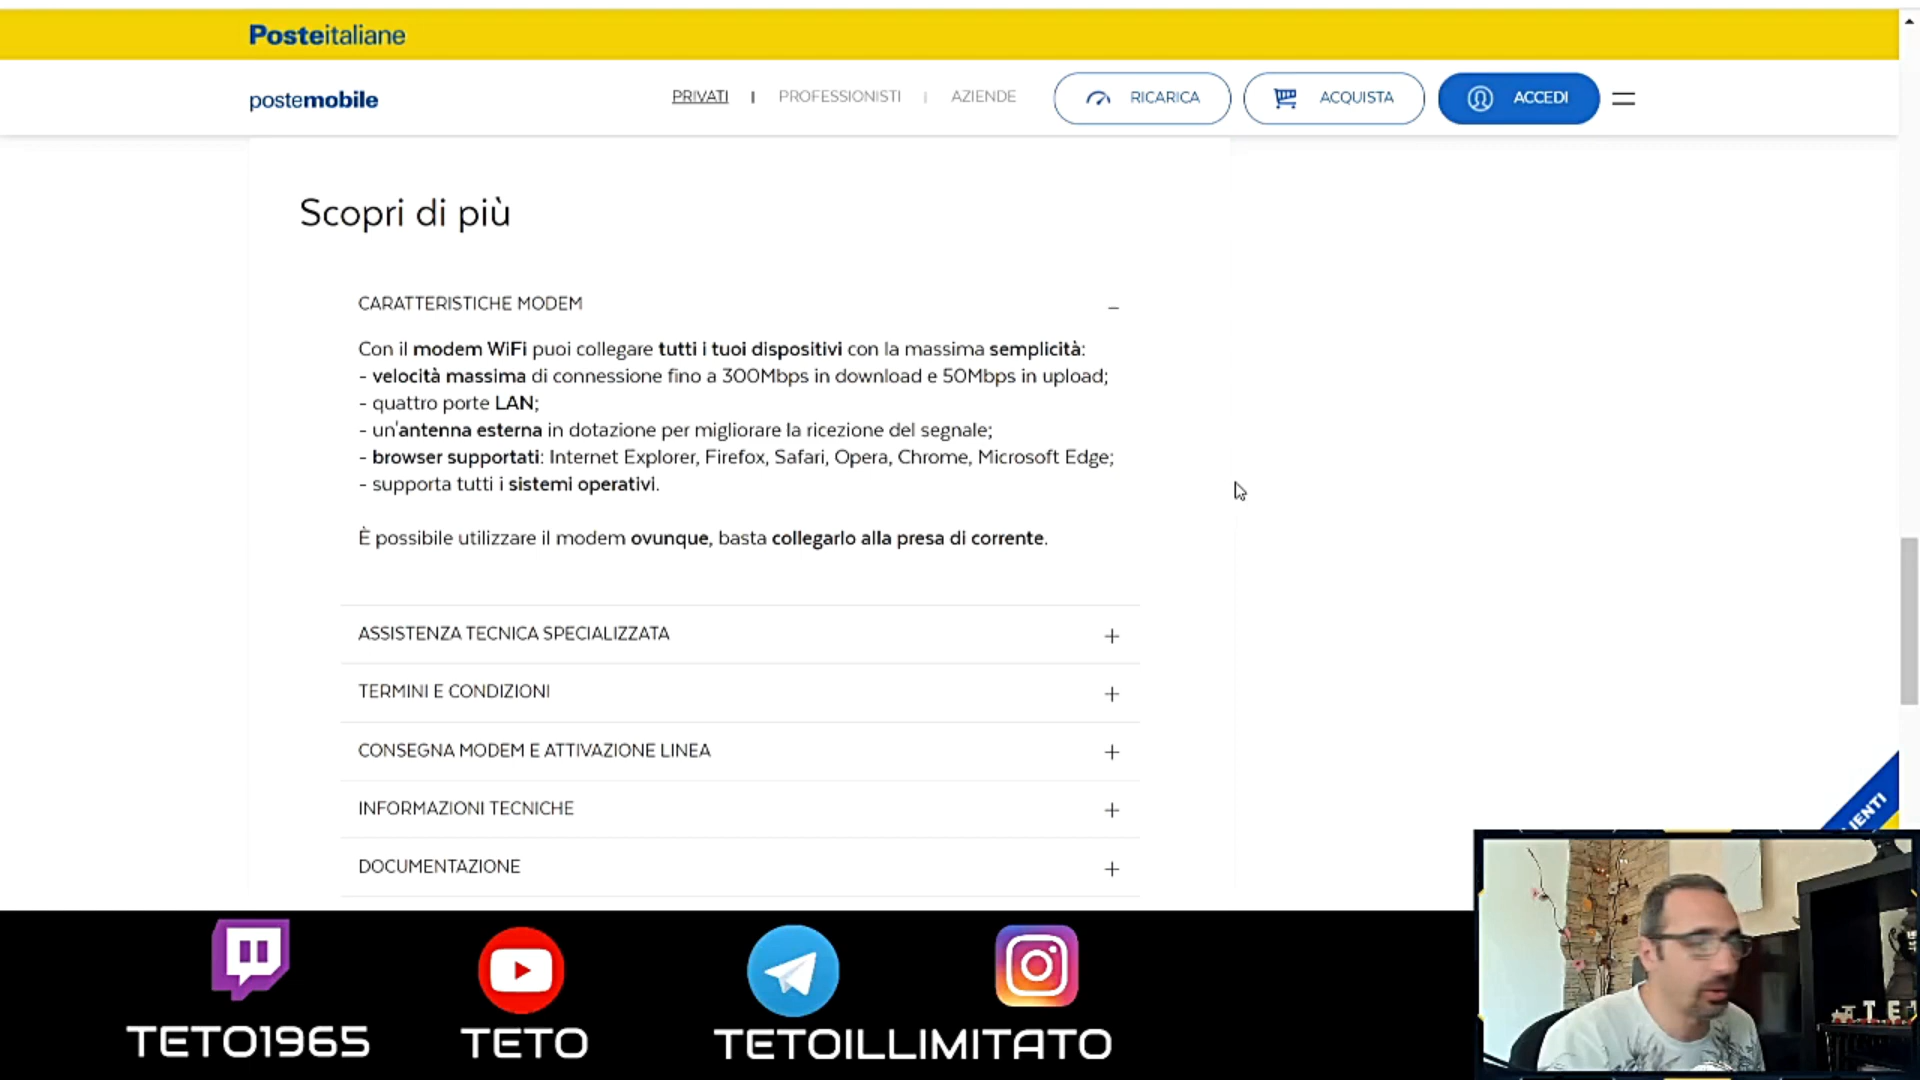 Posteitaliane
postemobile
PRIVATI | PROFESSIONISTI | AZIENDE
RICARICA
ACQUISTA
ACCEDI
Scopri di più
CARATTERISTICHE MODEM
Con il modem WiFi puoi collegare tutti i tuoi dispositivi con la massima semplicità:
- velocità massima di connessione fino a 300Mbps in download e 50Mbps in upload;
- quattro porte LAN;
- un'antenna esterna in dotazione per migliorare la ricezione del segnale;
- browser supportati: Internet Explorer, Firefox, Safari, Opera, Chrome, Microsoft Edge;
- supporta tutti i sistemi operativi.
È possibile utilizzare il modem ovunque, basta collegarlo alla presa di corrente.
ASSISTENZA TECNICA SPECIALIZZATA
TERMINI E CONDIZIONI
CONSEGNA MODEM E ATTIVAZIONE LINEA
INFORMAZIONI TECNICHE
DOCUMENTAZIONE
IENTI
TETO1965
TETO
TETOILLIMITATO